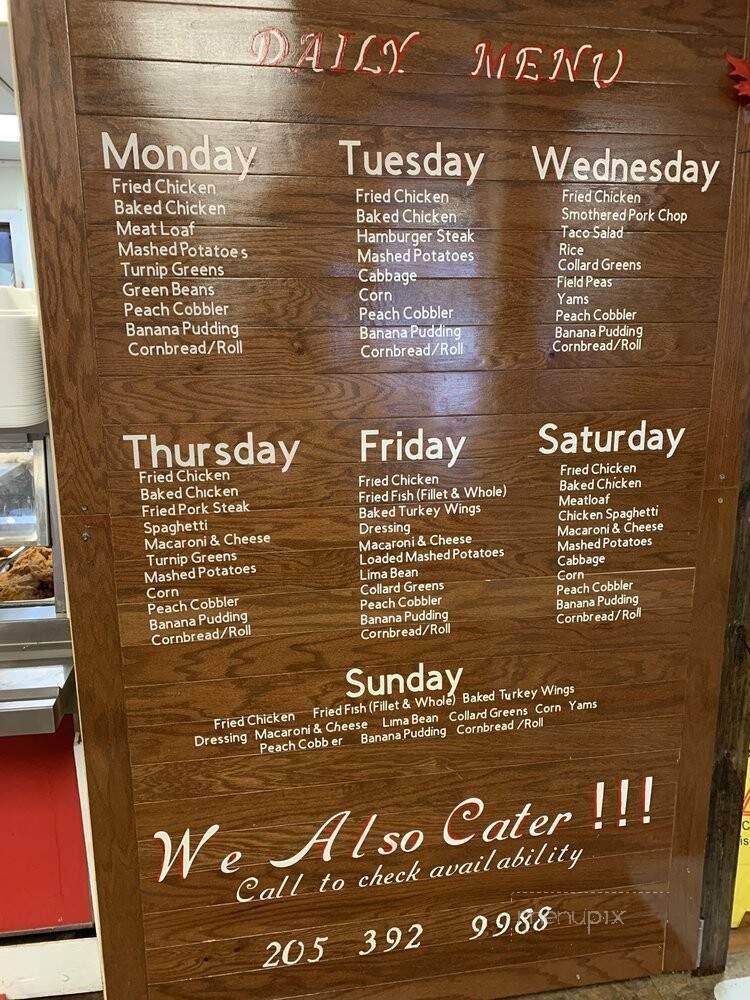 DAILY MENU
Monday
Fried Chicken
Baked Chicken
Meat Loaf
Mashed Potatoes
Turnip Greens
Green Beans
Peach Cobbler
Banana Pudding
Cornbread/Roll
Tuesday
Fried Chicken
Baked Chicken
Hamburger Steak
Mashed Potatoes
Cabbage
Corn
Peach Cobbler
Banana Pudding
Cornbread/Roll
Wednesday
Fried Chicken
Smothered Pork Chop
Taco Salad
Rice
Collard Greens
Field Peas
Yams
Peach Cobbler
Banana Pudding
Cornbread/Roll
Thursday
Fried Chicken
Baked Chicken
Fried Pork Steak
Spaghetti
Macaroni & Cheese
Turnip Greens
Mashed Potatoes
Corn
Peach Cobbler
Banana Pudding
Cornbread/Roll
Friday
Fried Chicken
Fried Fish (Fillet & Whole)
Baked Turkey Wings
Dressing
Macaroni & Cheese
Loaded Mashed Potatoes
Lima Bean
Collard Greens
Peach Cobbler
Banana Pudding
Cornbread/Roll
Saturday
Fried Chicken
Baked Chicken
Meatloaf
Chicken Spaghetti
Macaroni & Cheese
Mashed Potatoes
Cabbage
Corn
Peach Cobbler
Banana Pudding
Cornbread/Roll
Sunday
Fried Chicken Fried Fish (Fillet & Whole) Baked Turkey Wings
Dressing Macaroni & Cheese Lima Bean Collard Greens Corn Yams
Peach Cobb er Banana Pudding Cornbread /Roll
We Also Cater !!!
Call to check availability
205 392 9988
menupix